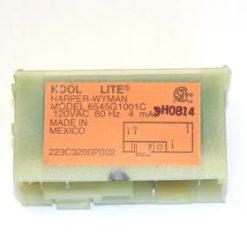 KOOL LITE®
HARPER-WYMAN
MODEL 6545G1001C
120VAC 60 Hz 4 mA
3H0814
MADE IN
MEXICO
223C3200P002